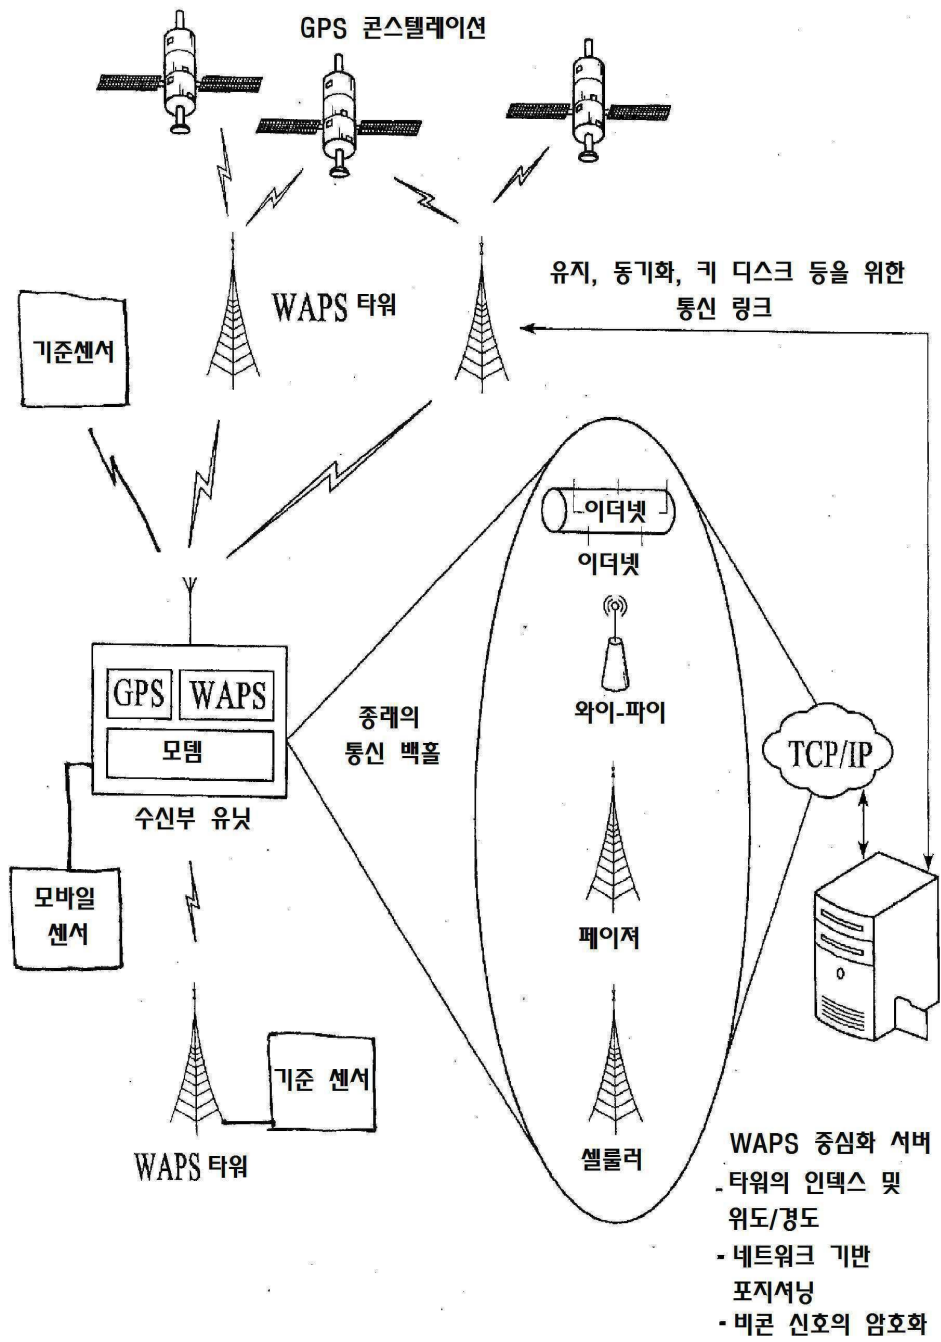 GPS 콘스텔레이션
유지, 동기화, 키 디스크 등을 위한
통신 링크
WAPS 타워
기준센서
이더넷
이더넷
GPS WAPS
모뎀
수신부 유닛
종래의
통신 백홀
와이-파이
TCP/IP
모바일
센서
페이져
기준 센서
WAPS 타워
셀룰러
WAPS 중심화 서버
- 타워의 인덱스 및
위도/경도
- 네트워크 기반
포지셔닝
- 비콘 신호의 암호화